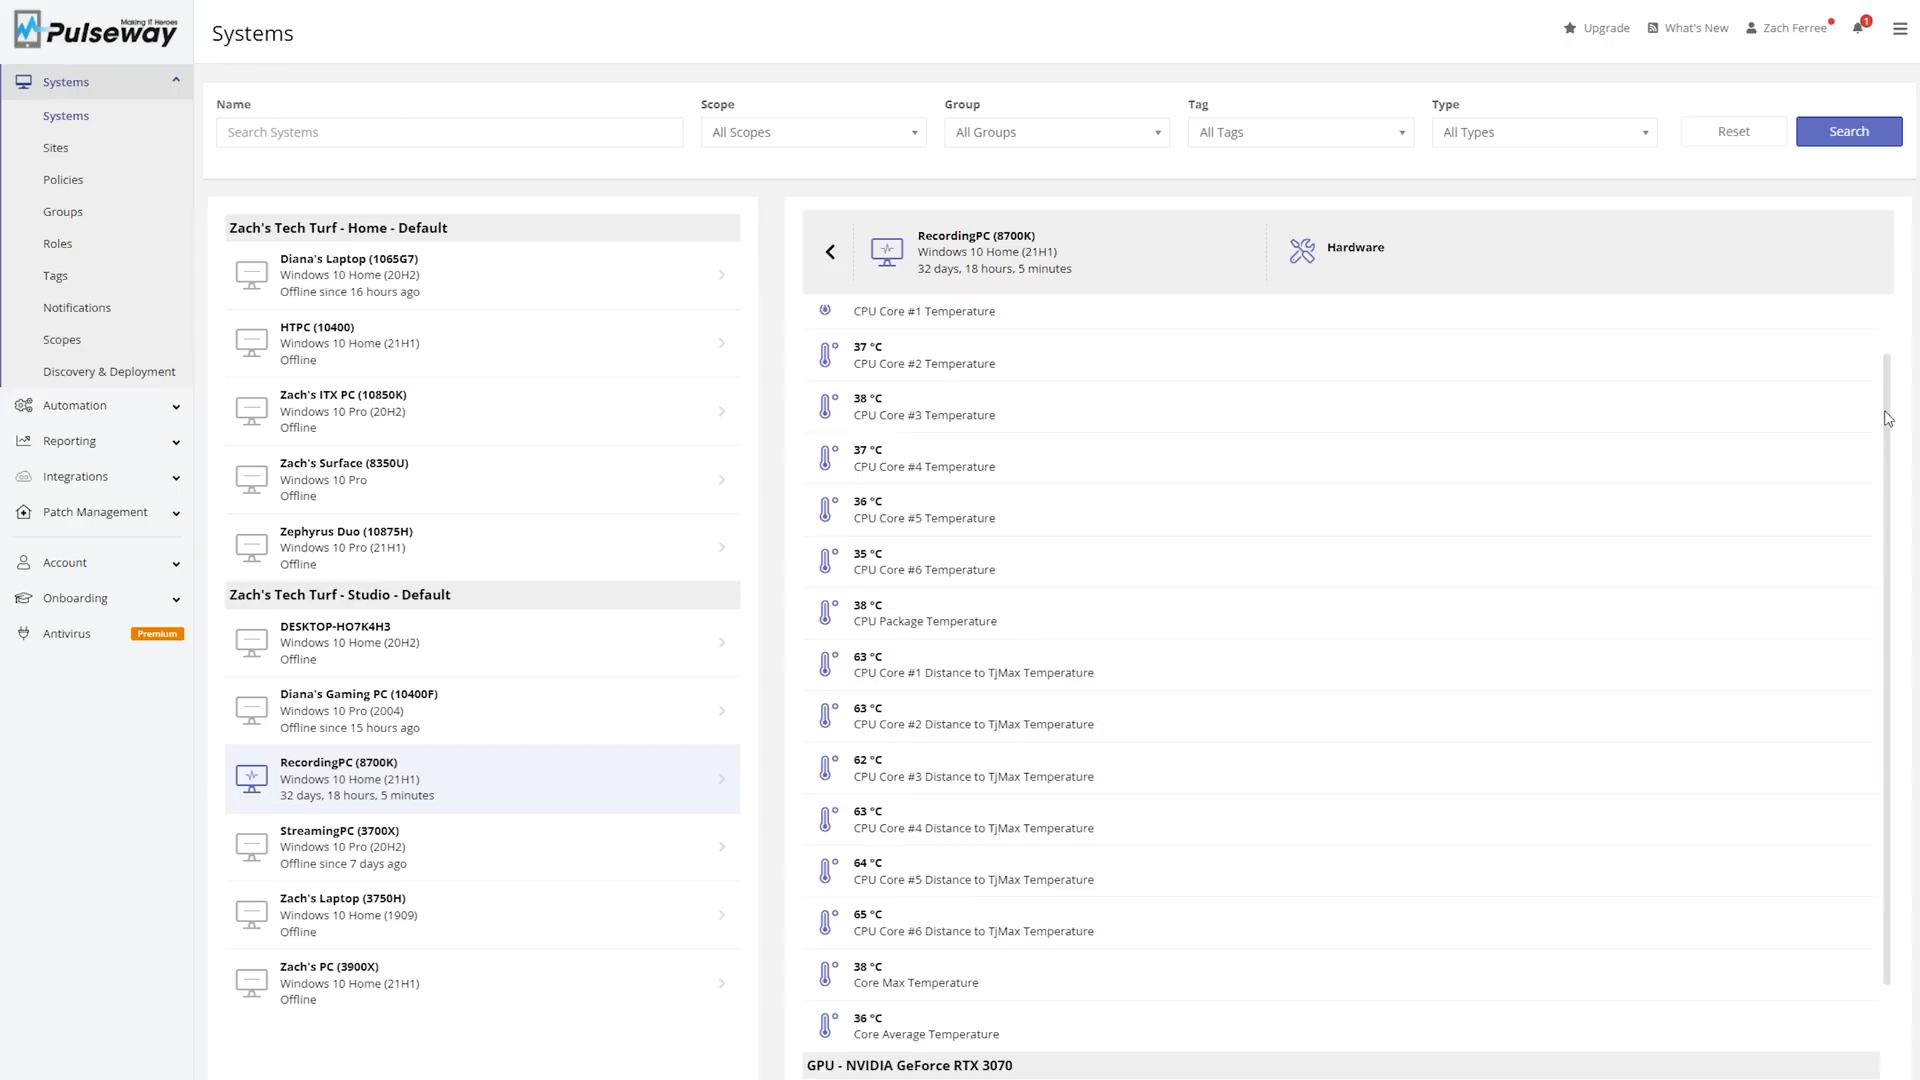 Making IT Heroes
Pulseway
Systems
Upgrade
What's New
Zach Ferree
1
Systems
Systems
Sites
Policies
Groups
Roles
Tags
Notifications
Scopes
Discovery & Deployment
Automation
Reporting
Integrations
Patch Management
Account
Onboarding
Antivirus
Premium
Name
Search Systems
Scope
All Scopes
Group
All Groups
Tag
All Tags
Type
All Types
Reset
Search
Zach's Tech Turf - Home - Default
Diana's Laptop (1065G7)
Windows 10 Home (20H2)
Offline since 16 hours ago
HTPC (10400)
Windows 10 Home (21H1)
Offline
Zach's ITX PC (10850K)
Windows 10 Pro (20H2)
Offline
Zach's Surface (8350U)
Windows 10 Pro
Offline
Zephyrus Duo (10875H)
Windows 10 Pro (21H1)
Offline
Zach's Tech Turf - Studio - Default
DESKTOP-HO7K4H3
Windows 10 Home (20H2)
Offline
Diana's Gaming PC (10400F)
Windows 10 Pro (2004)
Offline since 15 hours ago
RecordingPC (8700K)
Windows 10 Home (21H1)
32 days, 18 hours, 5 minutes
StreamingPC (3700X)
Windows 10 Pro (20H2)
Offline since 7 days ago
Zach's Laptop (3750H)
Windows 10 Home (1909)
Offline
Zach's PC (3900X)
Windows 10 Home (21H1)
Offline
RecordingPC (8700K)
Windows 10 Home (21H1)
32 days, 18 hours, 5 minutes
Hardware
CPU Core #1 Temperature
37 °C
CPU Core #2 Temperature
38 °C
CPU Core #3 Temperature
37 °C
CPU Core #4 Temperature
36 °C
CPU Core #5 Temperature
35 °C
CPU Core #6 Temperature
38 °C
CPU Package Temperature
63 °C
CPU Core #1 Distance to TjMax Temperature
63 °C
CPU Core #2 Distance to TjMax Temperature
62 °C
CPU Core #3 Distance to TjMax Temperature
63 °C
CPU Core #4 Distance to TjMax Temperature
64 °C
CPU Core #5 Distance to TjMax Temperature
65 °C
CPU Core #6 Distance to TjMax Temperature
38 °C
Core Max Temperature
36 °C
Core Average Temperature
GPU - NVIDIA GeForce RTX 3070